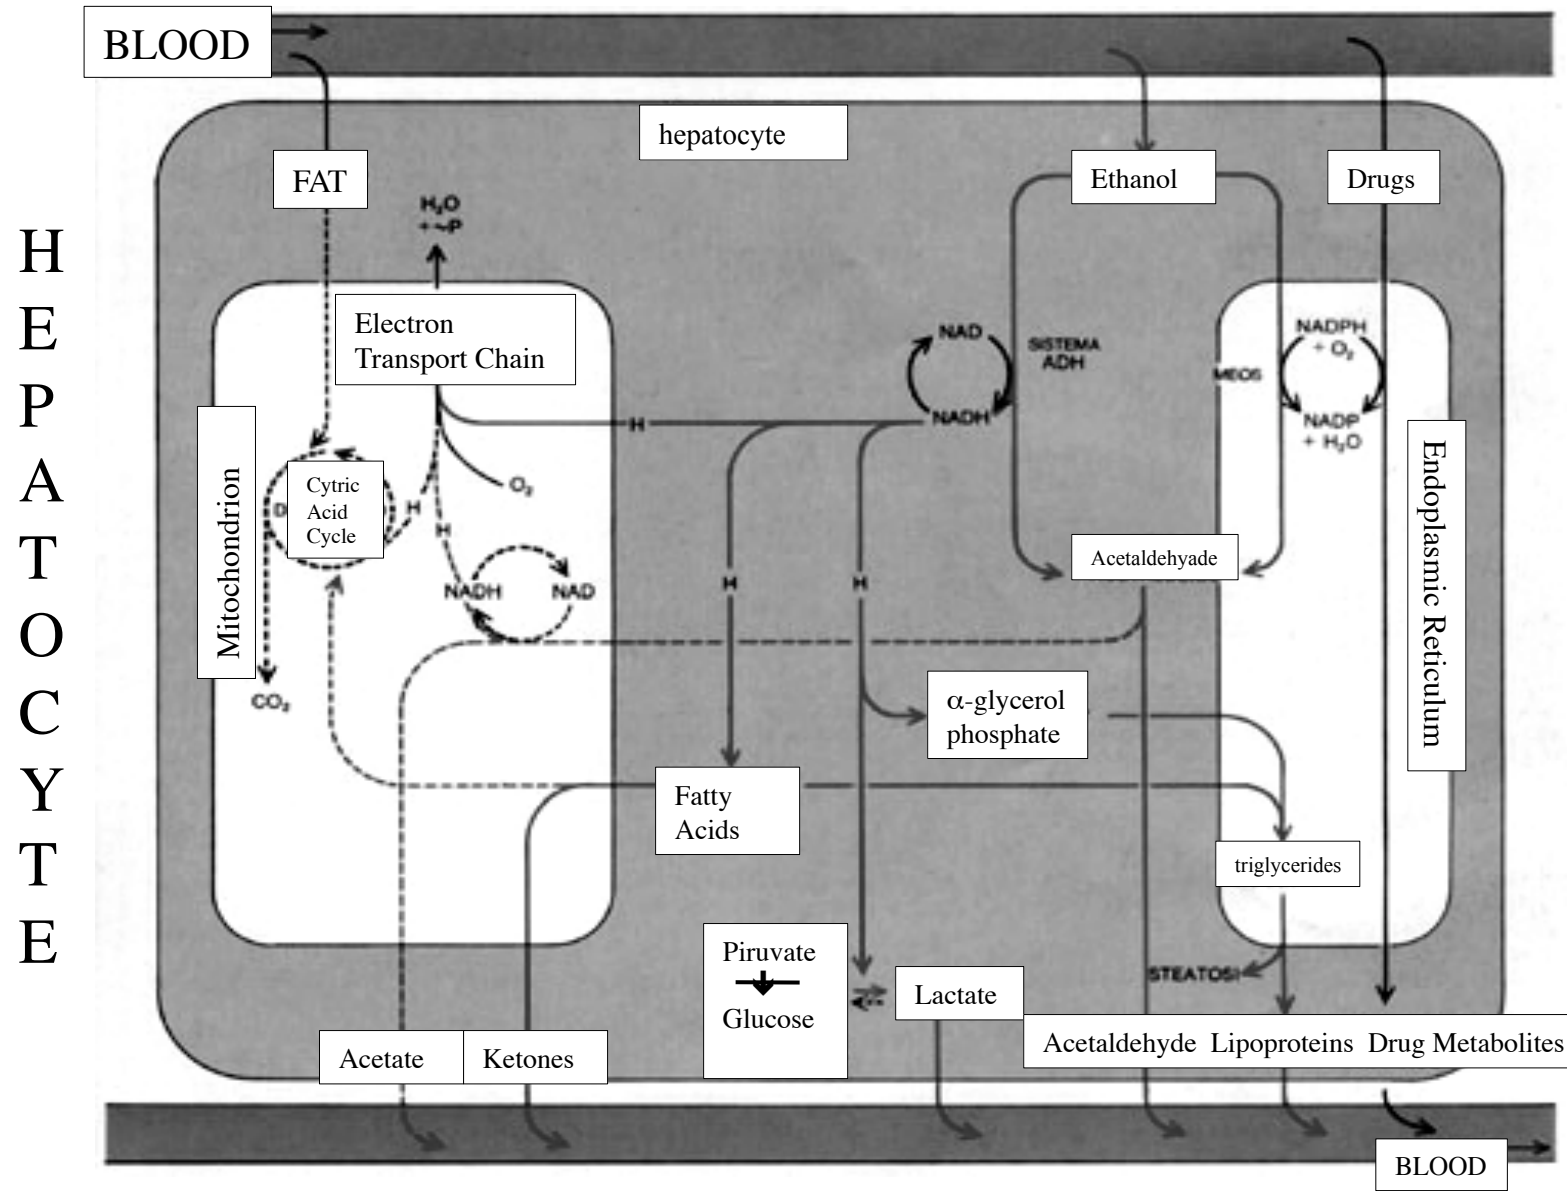 BLOOD
hepatocyte
FAT
Ethanol
Drugs
H₂O
+ ~P
HEPATOCYTE
Electron
Transport Chain
NAD
SISTEMA
ADH
NADH
MEOS
NADPH
+ O₂
NADP
+ H₂O
H
O₂
Mitochondrion
Cytric
Acid
Cycle
D
H
H
NADH
NAD
H
H
Acetaldehyade
Endoplasmic Reticulum
CO₂
α-glycerol
phosphate
Fatty
Acids
triglycerides
Piruvate
Glucose
Lactate
STEATOSI
Acetate
Ketones
Acetaldehyde Lipoproteins Drug Metabolites
BLOOD